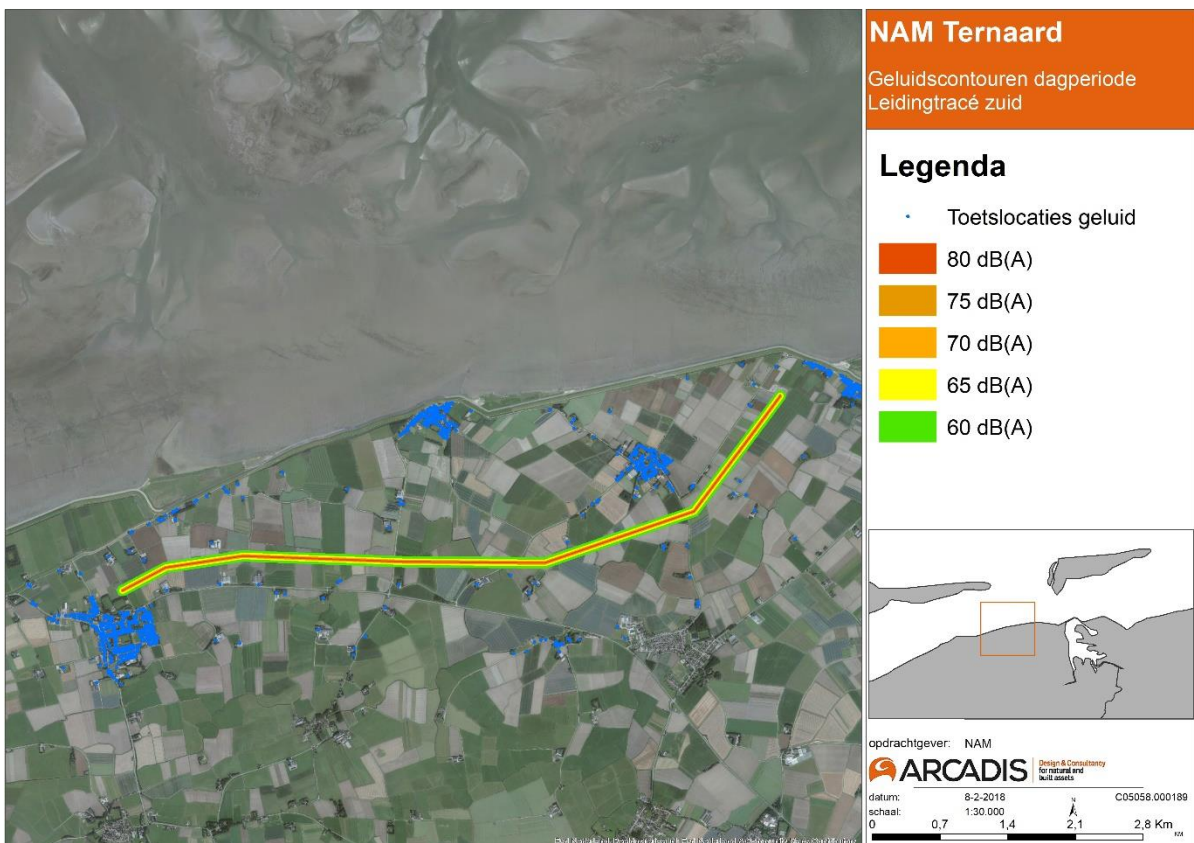 NAM Ternaard
Geluidscontouren dagperiode
Leidingtracé zuid
Legenda
Toetslocaties geluid
80 dB(A)
75 dB(A)
70 dB(A)
65 dB(A)
60 dB(A)
opdrachtgever: NAM
ARCADIS
Design & Consultancy
for natural and
built assets
datum: 8-2-2018 N C05058.000189
schaal: 1:30.000
0 0,7 1,4 2,1 2,8 Km